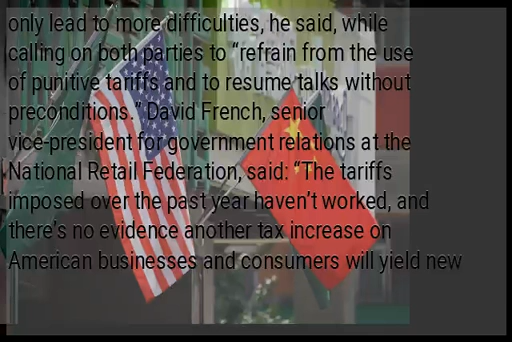 only lead to more difficulties, he said, while
calling on both parties to “refrain from the use
of punitive tariffs and to resume talks without
preconditions.” David French, senior
vice-president for government relations at the
National Retail Federation, said: “The tariffs
imposed over the past year haven’t worked, and
there’s no evidence another tax increase on
American businesses and consumers will yield new